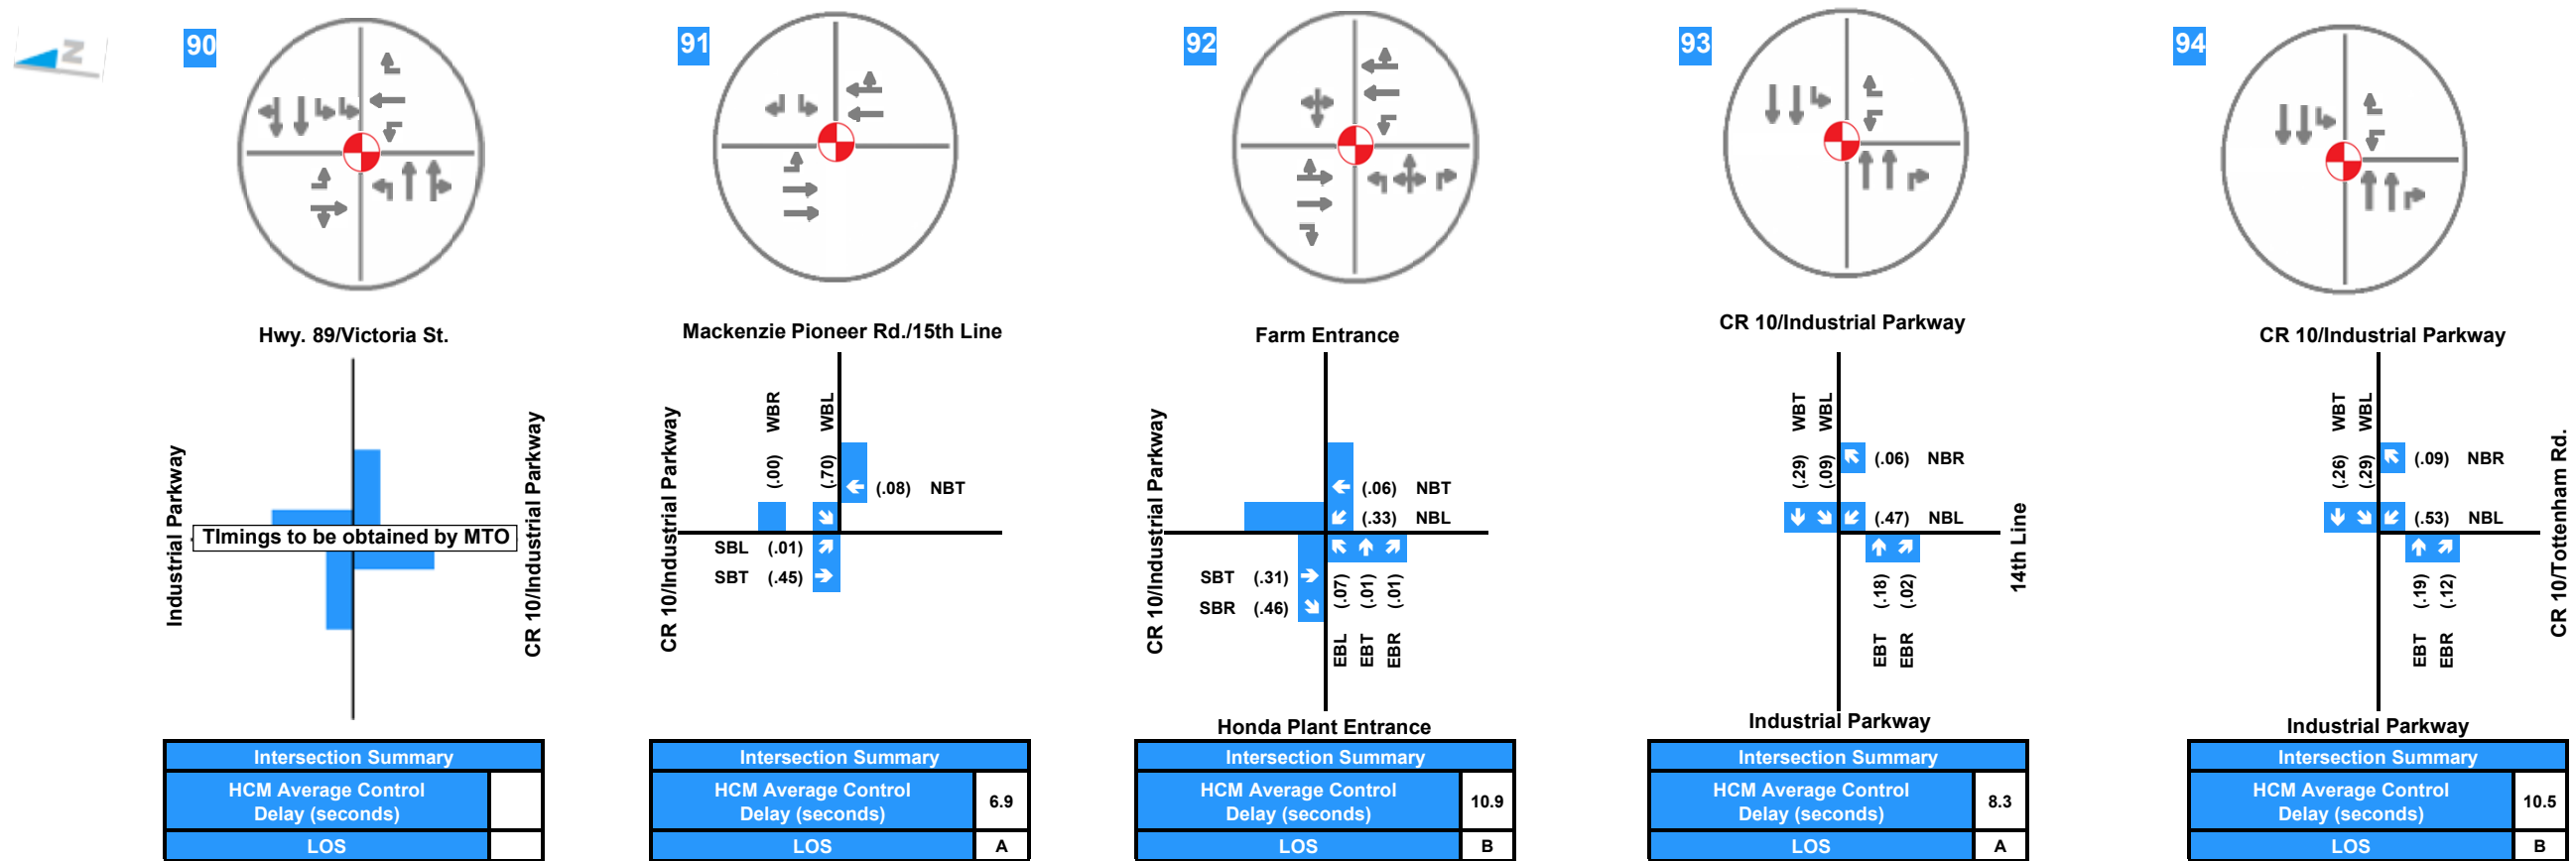 N
90
91
92
93
94
Hwy. 89/Victoria St.
Industrial Parkway
TImings to be obtained by MTO
CR 10/Industrial Parkway
Intersection Summary
HCM Average Control
Delay (seconds)
LOS
Mackenzie Pioneer Rd./15th Line
CR 10/Industrial Parkway
WBR
WBL
(.00)
(.70)
(.08) NBT
SBL (.01)
SBT (.45)
Intersection Summary
HCM Average Control
Delay (seconds)
6.9
LOS
A
Farm Entrance
CR 10/Industrial Parkway
(.06) NBT
(.33) NBL
SBT (.31)
SBR (.46)
(.07)
(.01)
(.01)
EBL
EBT
EBR
Honda Plant Entrance
Intersection Summary
HCM Average Control
Delay (seconds)
10.9
LOS
B
CR 10/Industrial Parkway
WBT
WBL
(.29)
(.09)
(.06) NBR
(.47) NBL
14th Line
(.18)
(.02)
EBT
EBR
Industrial Parkway
Intersection Summary
HCM Average Control
Delay (seconds)
8.3
LOS
A
CR 10/Industrial Parkway
WBT
WBL
(.26)
(.29)
(.09) NBR
(.53) NBL
CR 10/Tottenham Rd.
(.19)
(.12)
EBT
EBR
Industrial Parkway
Intersection Summary
HCM Average Control
Delay (seconds)
10.5
LOS
B